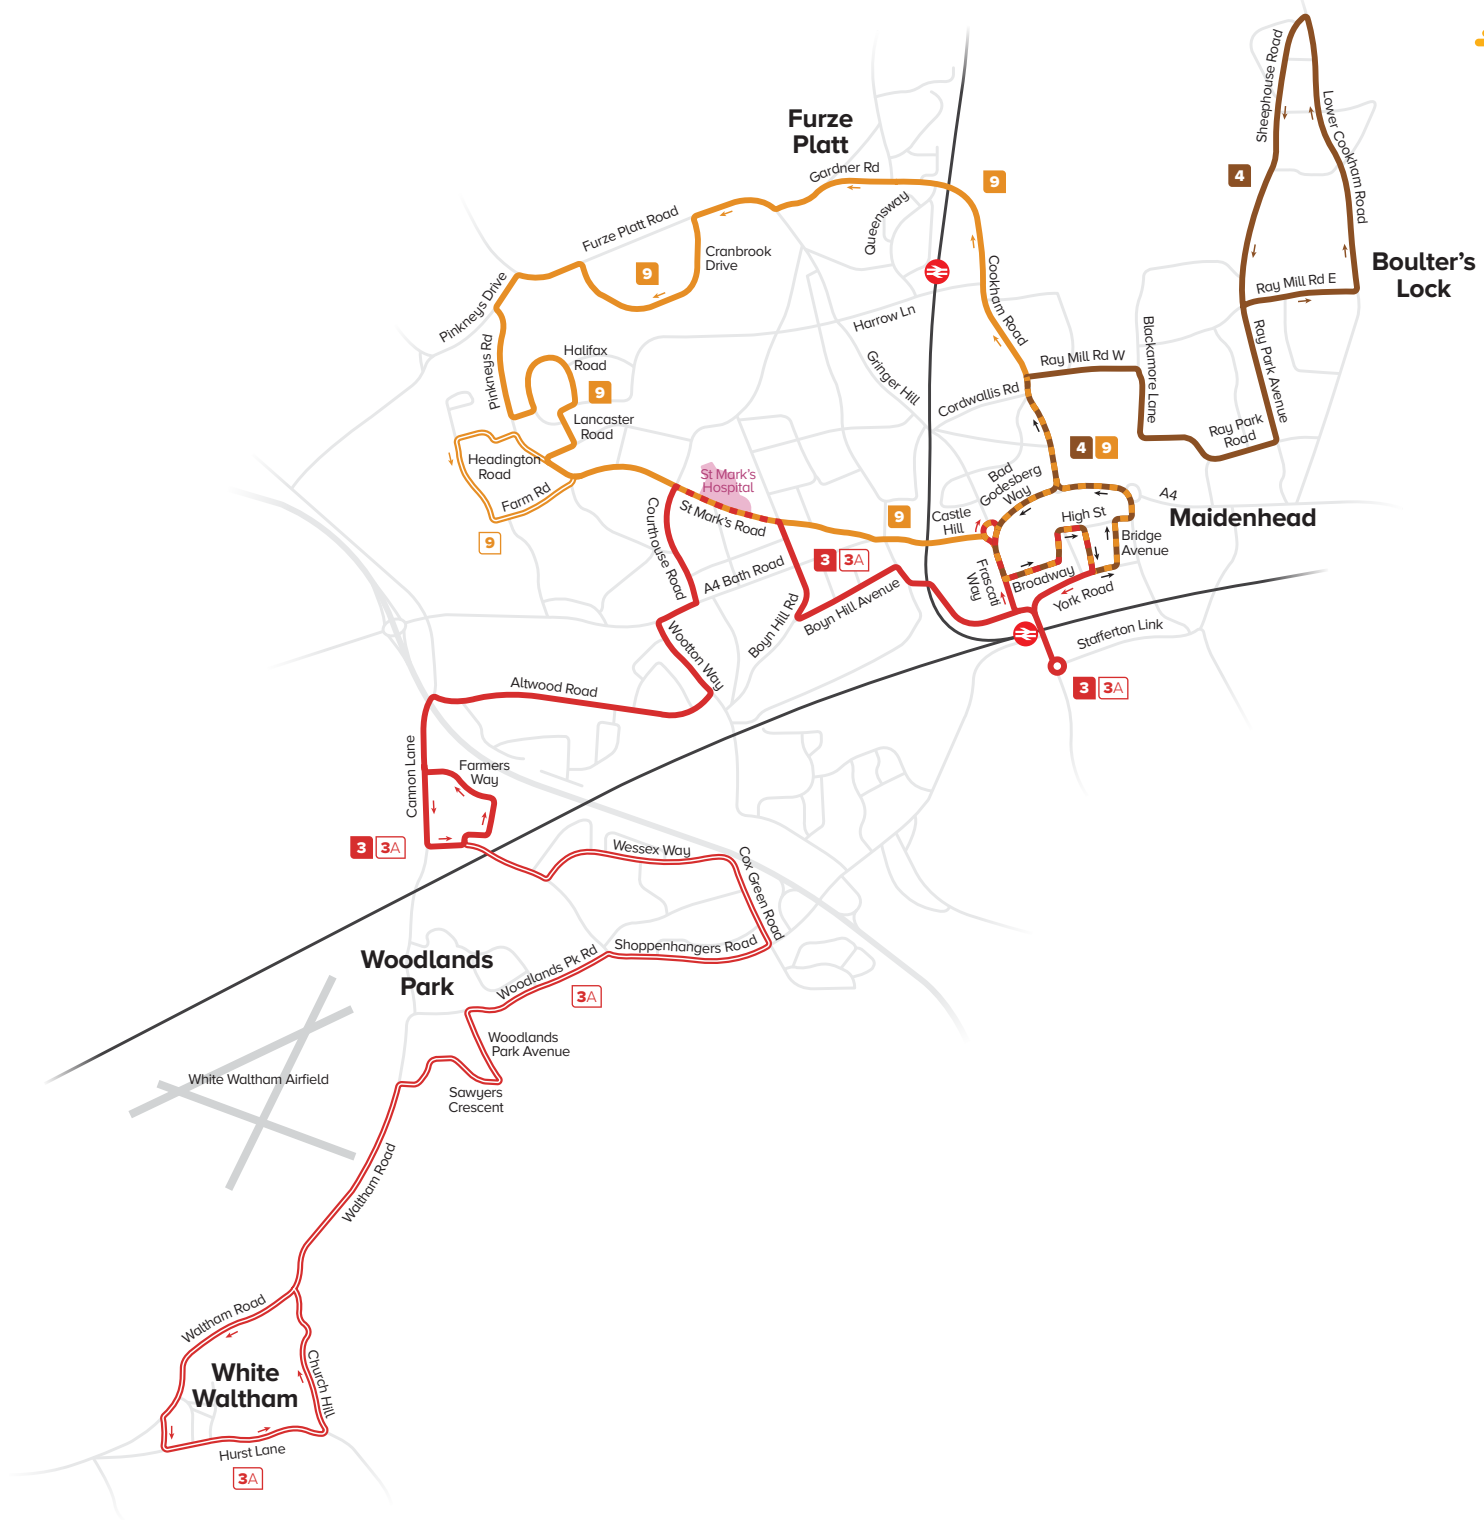 Sheephouse Road
Lower Cookham Road
Furze
Platt
Gardner Rd
4
9
Queensway
Furze Platt Road
Cranbrook
Drive
9
Boulter's
Lock
Ray Mill Rd E
Pinkneys Drive
Cookham Road
Harrow Ln
Blackamore Lane
Ray Park Avenue
Pinkneys Rd
Halifax
Road
9
Gringer Hill
Ray Mill Rd W
Cordwallis Rd
Lancaster
Road
Ray Park
Road
4
9
Headington
Road
Farm Rd
St Mark's
Hospital
St Mark's Road
Bad
Godesberg
Way
A4
Maidenhead
9
Castle
Hill
High St
Bridge
Avenue
9
Courthouse Road
A4 Bath Road
3
3A
Frascati
Way
Broadway
York Road
Boyn Hill Rd
Boyn Hill Avenue
Stafferton Link
Wootton Way
3
3A
Altwood Road
Cannon Lane
Farmers
Way
3
3A
Wessex Way
Cox Green Road
Woodlands
Park
Woodlands Pk Rd
Shoppenhangers Road
3A
Woodlands
Park Avenue
White Waltham Airfield
Sawyers
Crescent
Waltham Road
Waltham Road
White
Waltham
Church Hill
Hurst Lane
3A